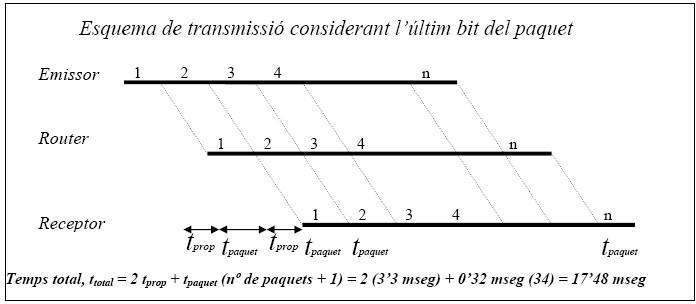 Esquema de transmissió considerant l'últim bit del paquet
Emissor 1 2 3 4 n
Router 1 2 3 4 n
Receptor 1 2 3 4 n
tprop tpaquet tprop tpaquet tpaquet tpaquet
Temps total, ttotal = 2 tprop + tpaquet (nº de paquets + 1) = 2 (3'3 mseg) + 0'32 mseg (34) = 17'48 mseg